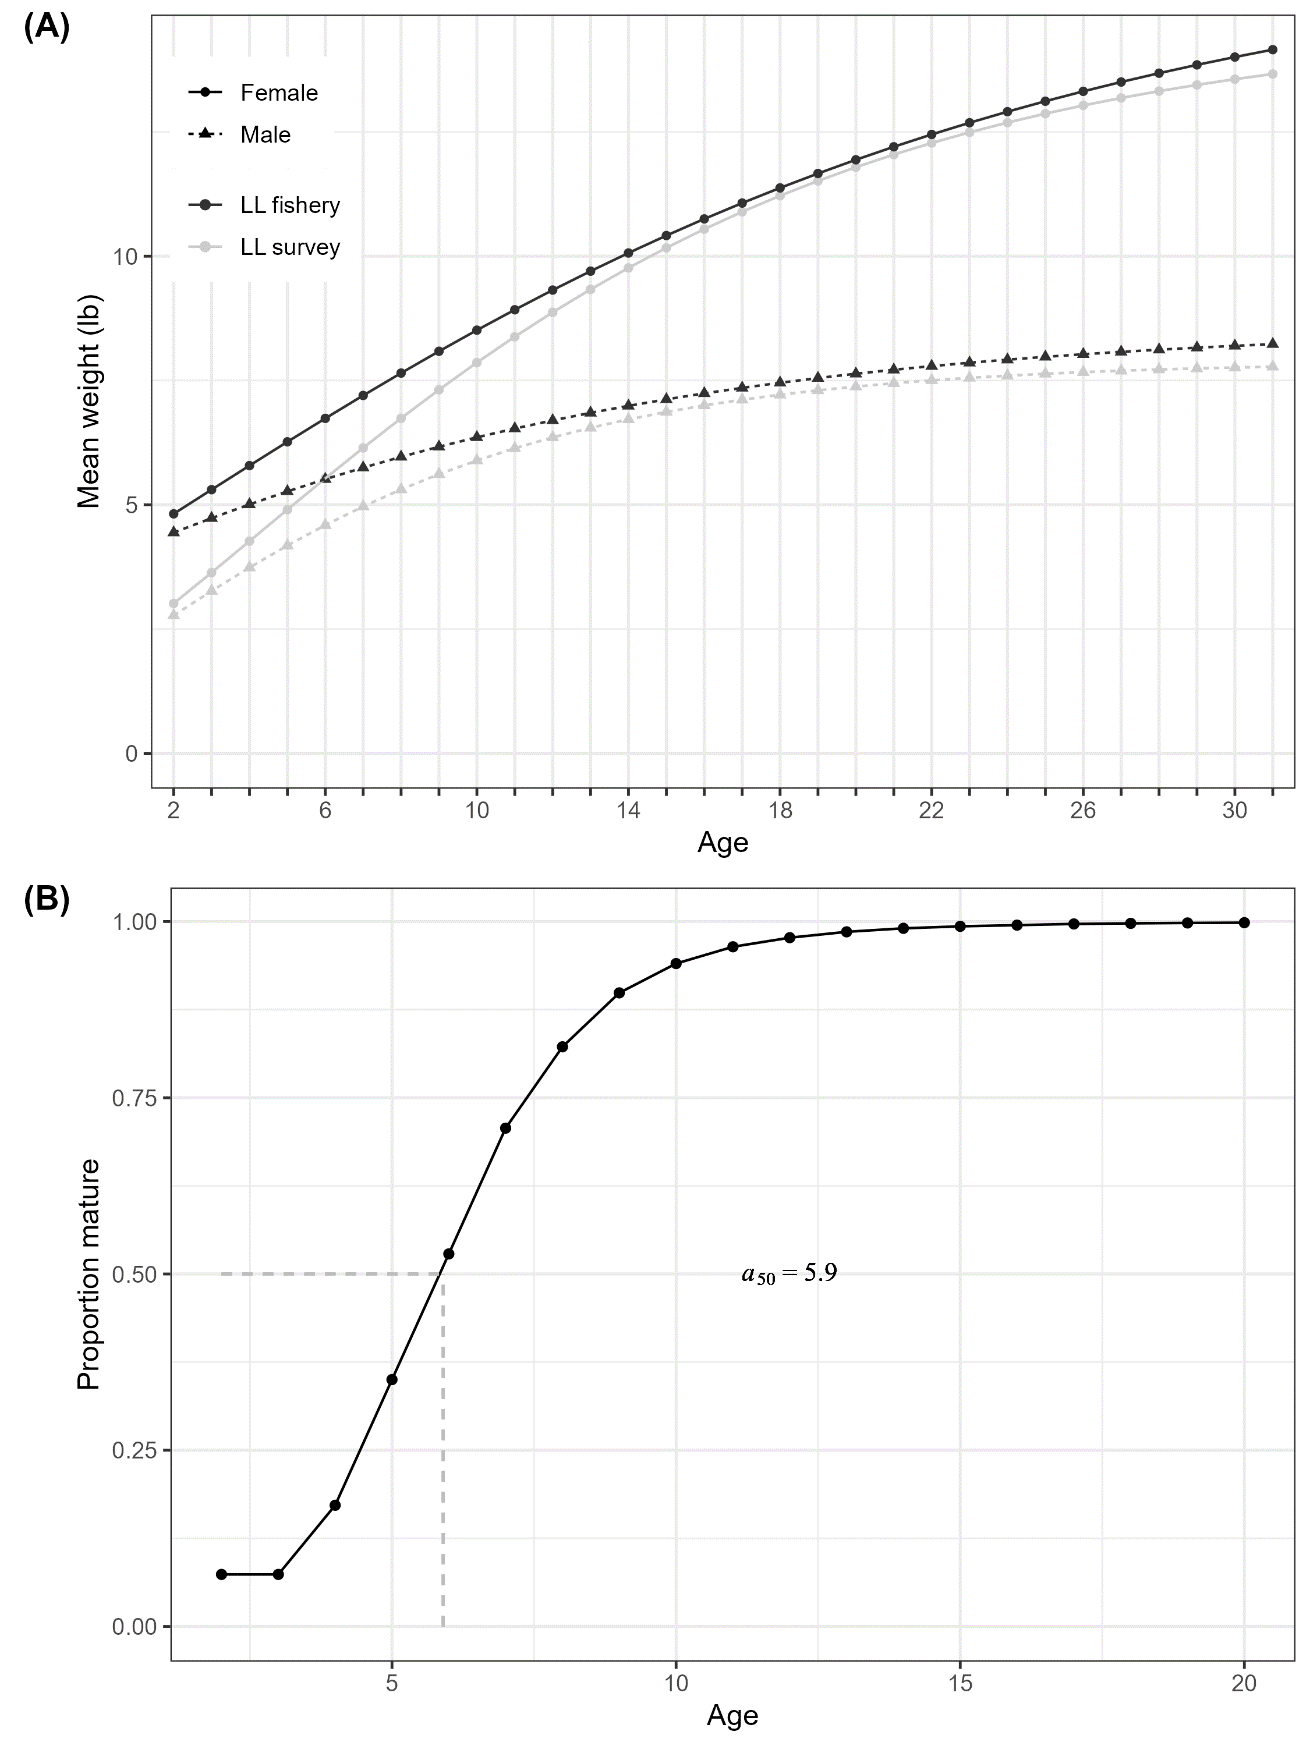 (A)
Female
Male
LL fishery
LL survey
10
5
0
Mean weight (lb)
2 6 10 14 18 22 26 30
Age
(B)
1.00
0.75
0.50
0.25
0.00
Proportion mature
a50 = 5.9
5 10 15 20
Age